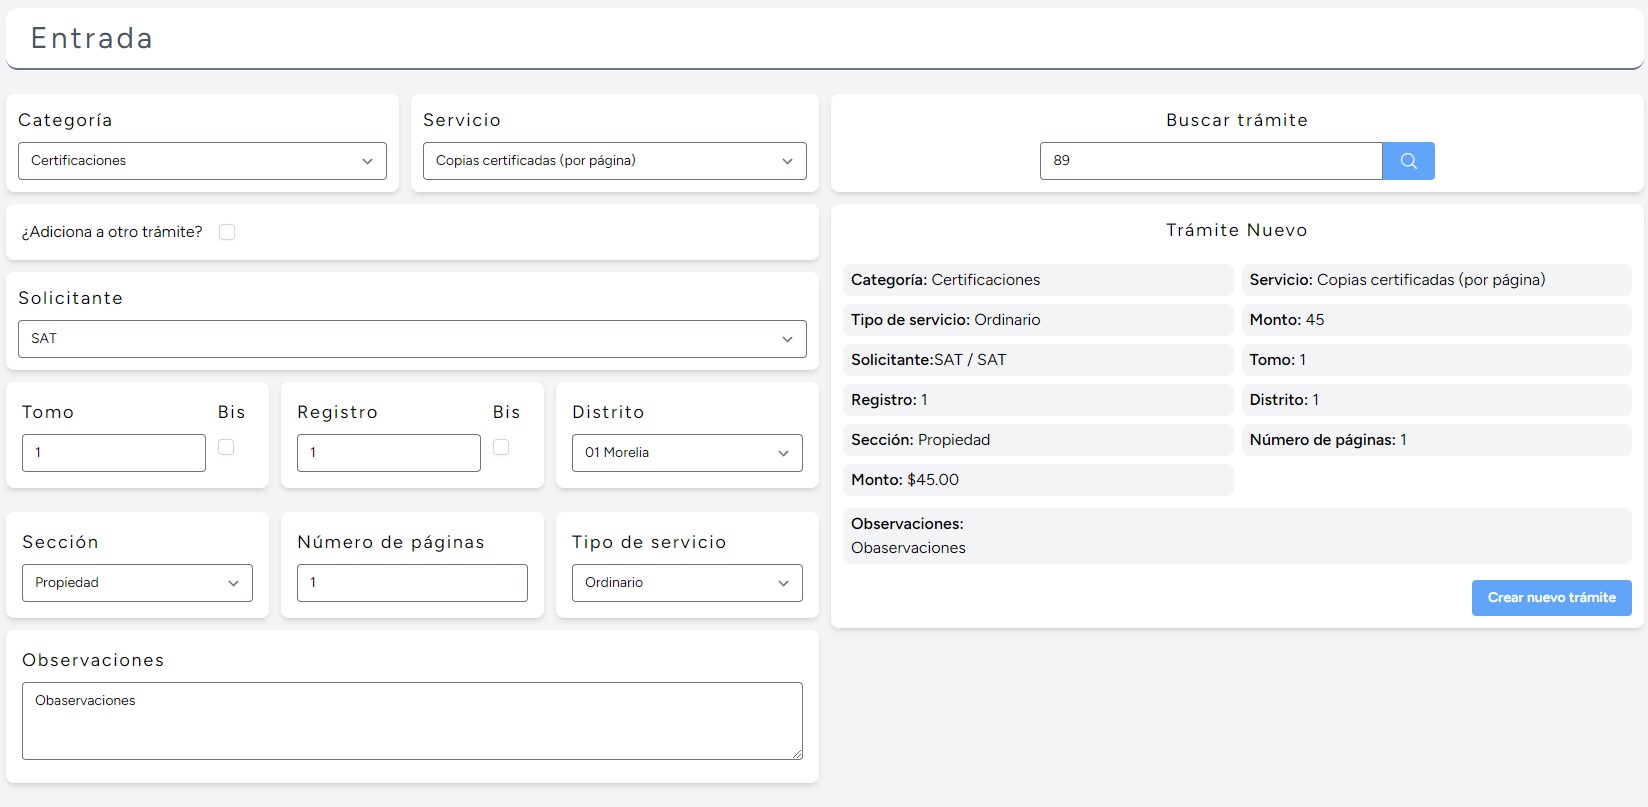 Entrada
Categoría
Certificaciones
Servicio
Copias certificadas (por página)
¿Adiciona a otro trámite?
Solicitante
SAT
Tomo
Bis
1
Registro
Bis
1
Distrito
01 Morelia
Sección
Propiedad
Número de páginas
1
Tipo de servicio
Ordinario
Observaciones
Obaservaciones
Buscar trámite
89
Trámite Nuevo
Categoría: Certificaciones
Servicio: Copias certificadas (por página)
Tipo de servicio: Ordinario
Monto: 45
Solicitante:SAT / SAT
Tomo: 1
Registro: 1
Distrito: 1
Sección: Propiedad
Número de páginas: 1
Monto: $45.00
Observaciones:
Obaservaciones
Crear nuevo trámite